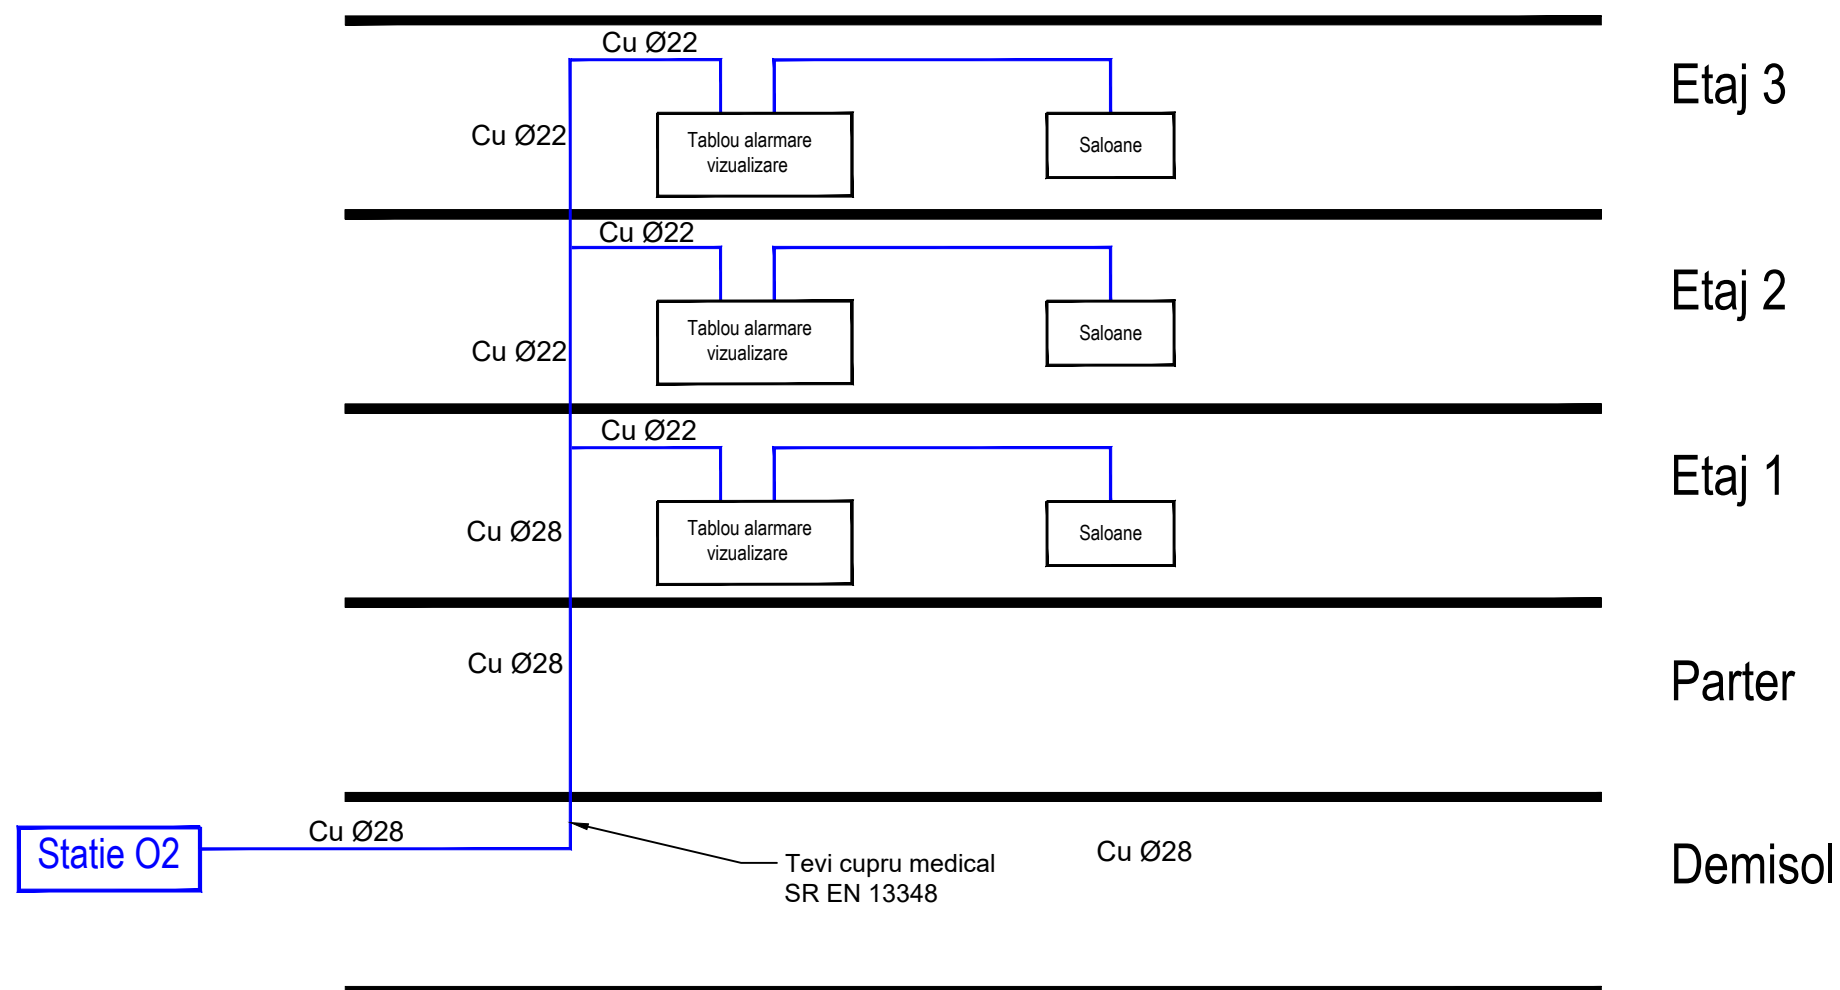 Cu Ø22
Etaj 3
Cu Ø22
Tablou alarmare
vizualizare
Saloane
Cu Ø22
Etaj 2
Cu Ø22
Tablou alarmare
vizualizare
Saloane
Cu Ø22
Etaj 1
Cu Ø28
Tablou alarmare
vizualizare
Saloane
Cu Ø28
Parter
Statie O2
Cu Ø28
Tevi cupru medical
SR EN 13348
Cu Ø28
Demisol